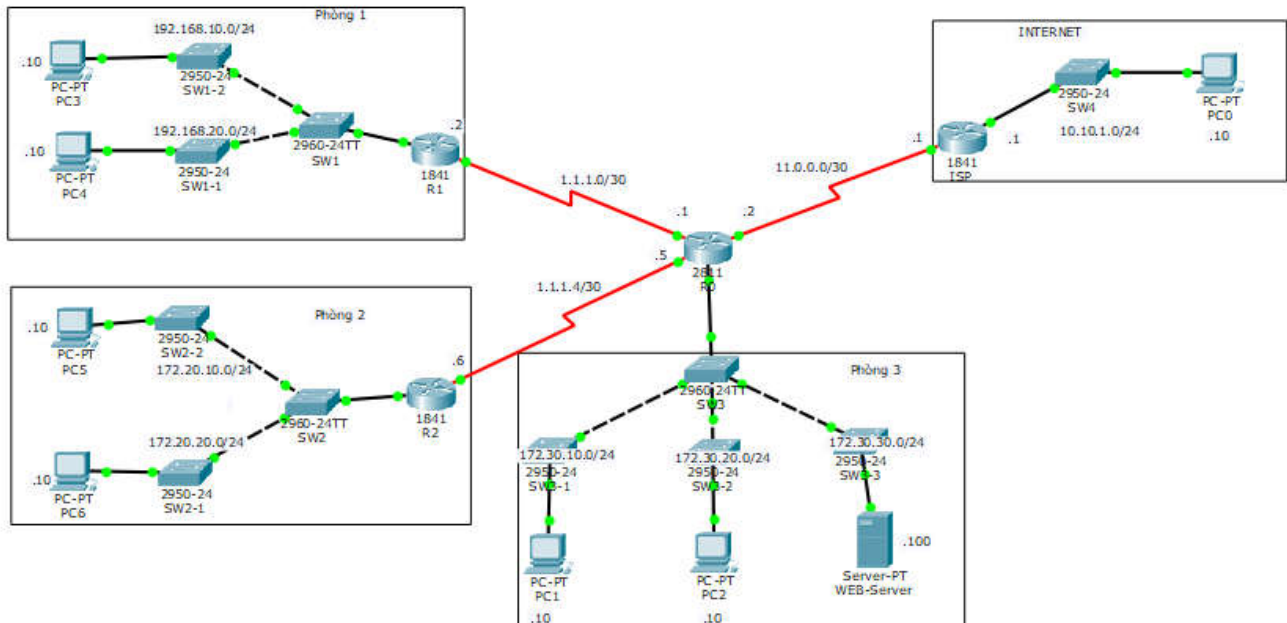 Phòng 1
192.168.10.0/24
.10
PC-PT
PC3
2950-24
SW1-2
192.168.20.0/24
.10
PC-PT
PC4
2950-24
SW1-1
2960-24TT
SW1
.2
1841
R1
1.1.1.0/30
.1
.2
.5
2811
R0
11.0.0.0/30
1.1.1.4/30
INTERNET
.1
1841
ISP
.1
2950-24
SW4
10.10.1.0/24
PC-PT
PC0
.10
Phòng 2
.10
PC-PT
PC5
2950-24
SW2-2
172.20.10.0/24
172.20.20.0/24
.10
PC-PT
PC6
2950-24
SW2-1
2960-24TT
SW2
.6
1841
R2
Phòng 3
2960-24TT
SW3
172.30.10.0/24
2950-24
SW3-1
172.30.20.0/24
2950-24
SW3-2
172.30.30.0/24
2950-24
SW3-3
PC-PT
PC1
.10
PC-PT
PC2
.10
.100
Server-PT
WEB-Server